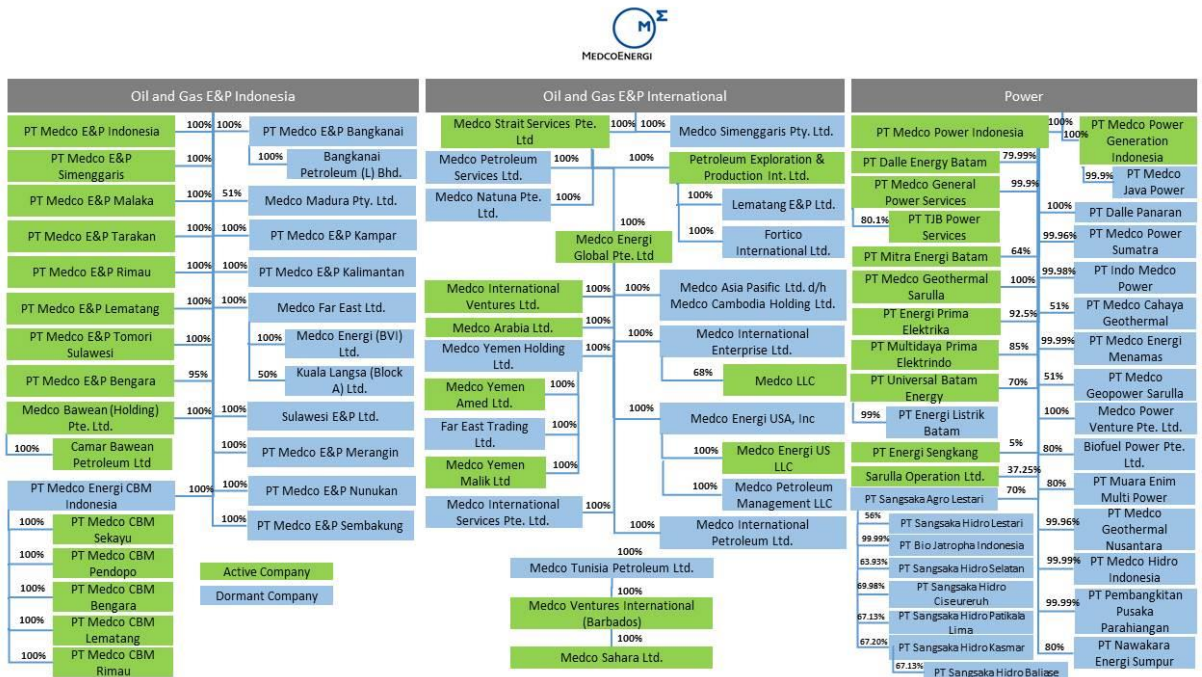 M Σ
MEDCOENERGI
Oil and Gas E&P Indonesia
PT Medco E&P Indonesia
100%
100%
PT Medco E&P Bangkanai
100%
Bangkanai
Petroleum (L) Bhd.
PT Medco E&P
Simenggaris
100%
PT Medco E&P Malaka
100%
51%
Medco Madura Pty. Ltd.
PT Medco E&P Tarakan
100%
100%
PT Medco E&P Kampar
PT Medco E&P Rimau
100%
100%
PT Medco E&P Kalimantan
PT Medco E&P Lematang
100%
100%
Medco Far East Ltd.
PT Medco E&P Tomori
Sulawesi
100%
100%
Medco Energi (BVI)
Ltd.
PT Medco E&P Bengara
95%
50%
Kuala Langsa (Block
A) Ltd.
Medco Bawean (Holding)
Pte. Ltd.
100%
100%
Sulawesi E&P Ltd.
100%
Camar Bawean
Petroleum Ltd
100%
PT Medco E&P Merangin
PT Medco Energi CBM
Indonesia
100%
100%
PT Medco E&P Nunukan
100%
PT Medco E&P Sembakung
100%
PT Medco CBM
Sekayu
100%
PT Medco CBM
Pendopo
100%
PT Medco CBM
Bengara
100%
PT Medco CBM
Lematang
100%
PT Medco CBM
Rimau
Active Company
Dormant Company
Oil and Gas E&P International
Medco Strait Services Pte.
Ltd
100%
100%
Medco Simenggaris Pty. Ltd.
Medco Petroleum
Services Ltd.
100%
100%
Petroleum Exploration &
Production Int. Ltd.
Medco Natuna Pte.
Ltd.
100%
100%
Lematang E&P Ltd.
100%
Fortico
International Ltd.
100%
Medco Energi
Global Pte. Ltd
Medco International
Ventures Ltd.
100%
100%
Medco Asia Pasific Ltd. d/h
Medco Cambodia Holding Ltd.
Medco Arabia Ltd.
100%
100%
Medco International
Enterprise Ltd.
Medco Yemen Holding
Ltd.
100%
68%
Medco LLC
Medco Yemen
Amed Ltd.
100%
Far East Trading
Ltd.
100%
100%
Medco Energi USA, Inc
Medco Yemen
Malik Ltd
100%
100%
Medco Energi US
LLC
100%
Medco Petroleum
Management LLC
Medco International
Services Pte. Ltd.
100%
100%
Medco International
Petroleum Ltd.
100%
Medco Tunisia Petroleum Ltd.
100%
Medco Ventures International
(Barbados)
100%
Medco Sahara Ltd.
Power
PT Medco Power Indonesia
100%
100%
PT Medco Power
Generation
Indonesia
99.9%
PT Medco
Java Power
PT Dalle Energy Batam
79.99%
PT Medco General
Power Services
99.9%
80.1%
PT TJB Power
Services
100%
PT Dalle Panaran
PT Mitra Energi Batam
64%
99.96%
PT Medco Power
Sumatra
PT Medco Geothermal
Sarulla
100%
99.98%
PT Indo Medco
Power
PT Energi Prima
Elektrika
92.5%
51%
PT Medco Cahaya
Geothermal
PT Multidaya Prima
Elektrindo
85%
99.99%
PT Medco Energi
Menamas
PT Universal Batam
Energy
70%
51%
PT Medco
Geopower Sarulla
99%
PT Energi Listrik
Batam
100%
Medco Power
Venture Pte. Ltd.
PT Energi Sengkang
5%
80%
Biofuel Power Pte.
Ltd.
Sarulla Operation Ltd.
37.25%
80%
PT Muara Enim
Multi Power
PT Sangsaka Agro Lestari
70%
56%
PT Sangsaka Hidro Lestari
99.96%
PT Medco
Geothermal
Nusantara
99.99%
PT Bio Jatropha Indonesia
63.93%
PT Sangsaka Hidro Selatan
99.99%
PT Medco Hidro
Indonesia
69.98%
PT Sangsaka Hidro
Ciseureruh
99.99%
PT Pembangkitan
Pusaka
Parahiangan
67.13%
PT Sangsaka Hidro Patikala
Lima
67.20%
PT Sangsaka Hidro Kasmar
80%
PT Nawakara
Energi Sumpur
67.13%
PT Sangsaka Hidro Baliase